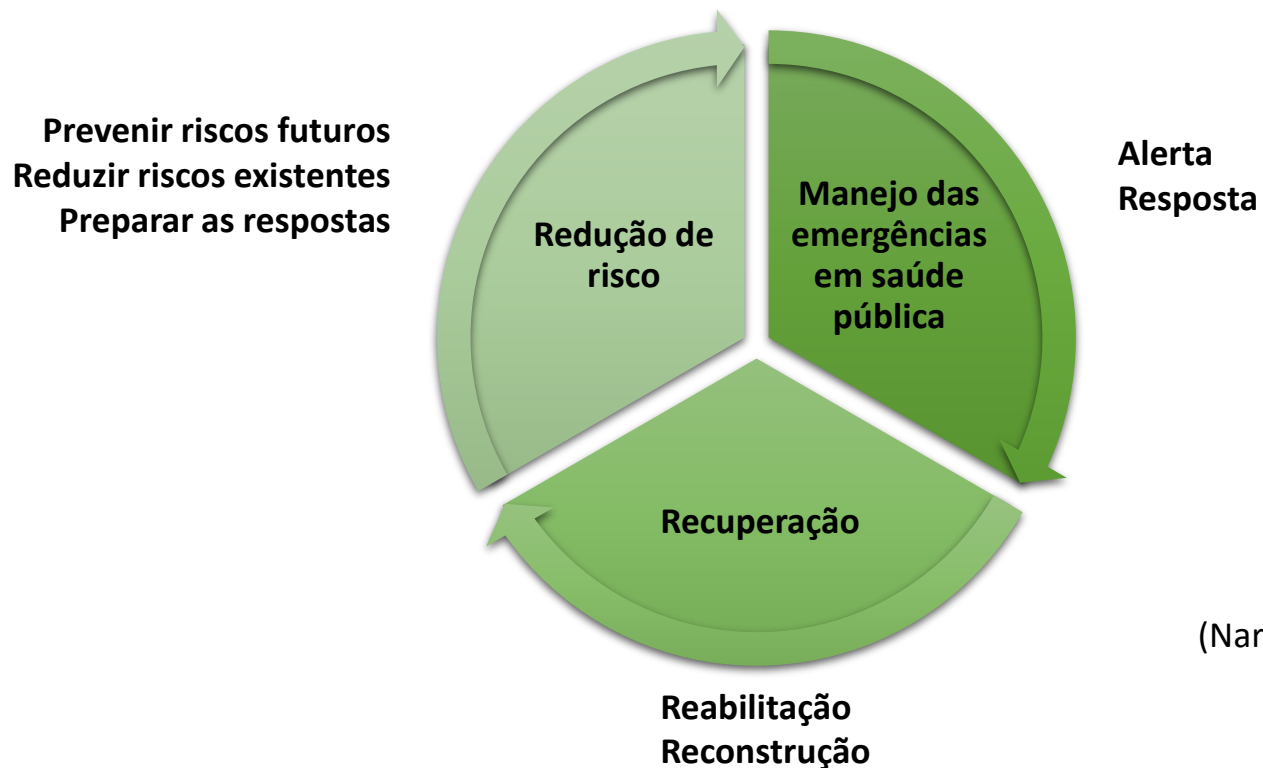 Prevenir riscos futuros
Reduzir riscos existentes
Preparar as respostas
Redução de
risco
Manejo das
emergências
em saúde
pública
Alerta
Resposta
Recuperação
Reabilitação
Reconstrução